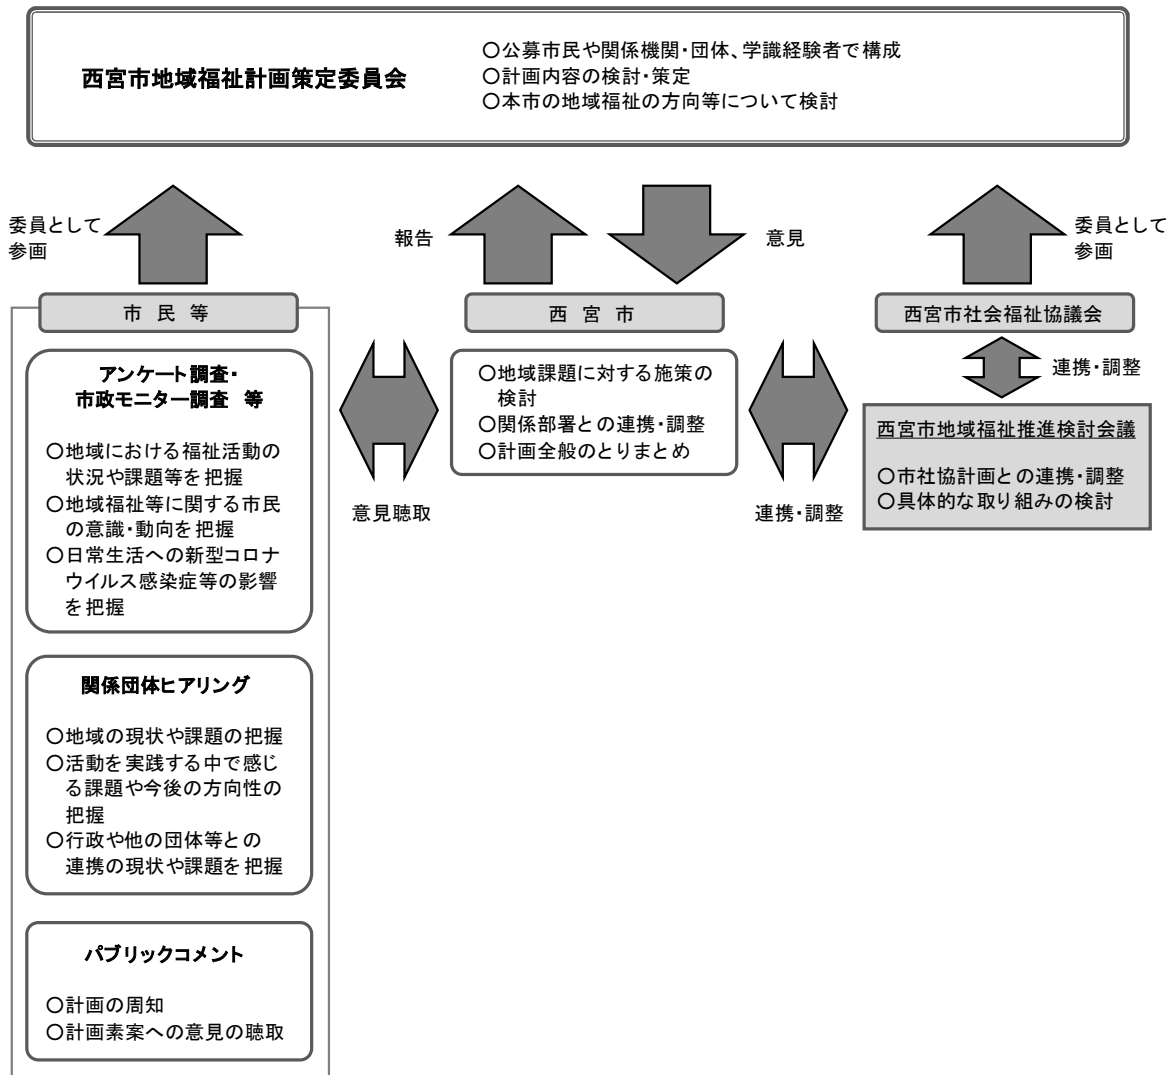 西宮市地域福祉計画策定委員会
〇公募市民や関係機関・団体、学識経験者で構成
〇計画内容の検討・策定
〇本市の地域福祉の方向等について検討
委員として
参画
報告
意見
委員として
参画
市民等
アンケート調査・
市政モニター調査 等
〇地域における福祉活動の
状況や課題等を把握
〇地域福祉等に関する市民
の意識・動向を把握
〇日常生活への新型コロナ
ウイルス感染症等の影響
を把握
関係団体ヒアリング
〇地域の現状や課題の把握
〇活動を実践する中で感じ
る課題や今後の方向性の
把握
〇行政や他の団体等との
連携の現状や課題を把握
パブリックコメント
〇計画の周知
〇計画素案への意見の聴取
意見聴取
西宮市
〇地域課題に対する施策の
検討
〇関係部署との連携・調整
〇計画全般のとりまとめ
連携・調整
西宮市社会福祉協議会
連携・調整
西宮市地域福祉推進検討会議
〇市社協計画との連携・調整
〇具体的な取り組みの検討